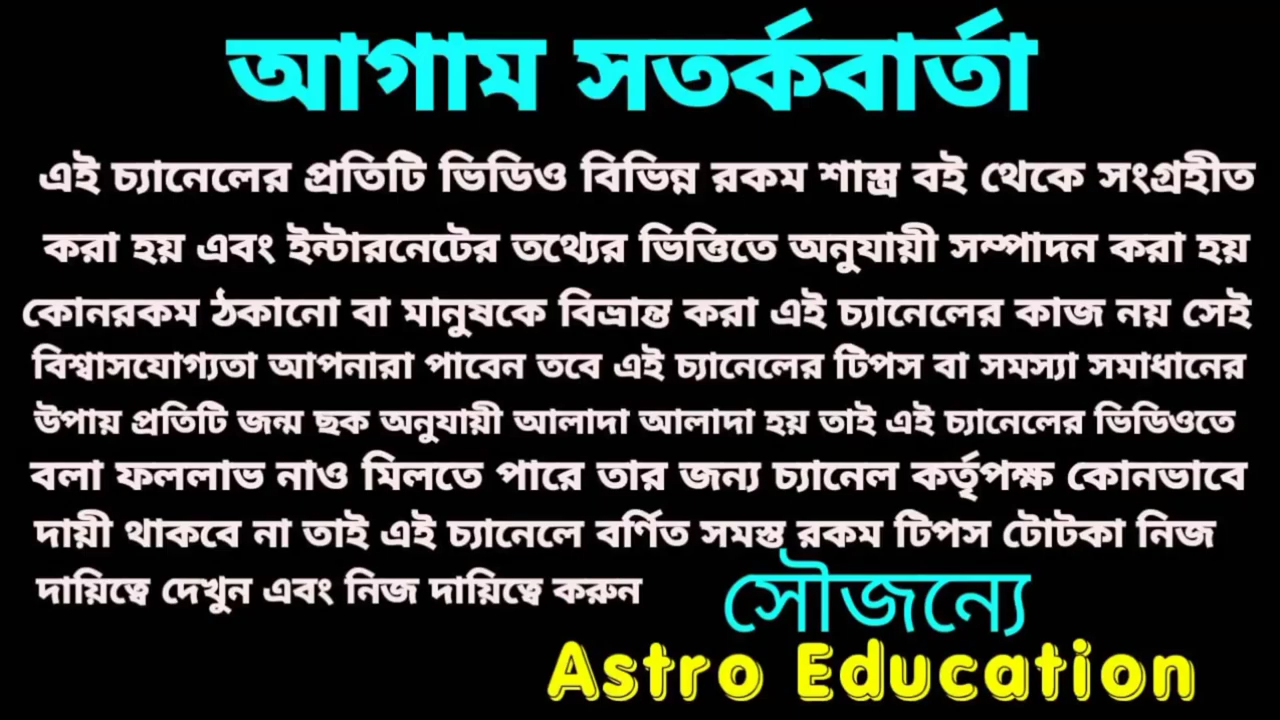 আগাম সতর্কবার্তা
এই চ্যানেলের প্রতিটি ভিডিও বিভিন্ন রকম শাস্ত্র বই থেকে সংগ্রহীত
করা হয় এবং ইন্টারনেটের তথ্যের ভিত্তিতে অনুযায়ী সম্পাদন করা হয়
কোনরকম ঠকানো বা মানুষকে বিভ্রান্ত করা এই চ্যানেলের কাজ নয় সেই
বিশ্বাসযোগ্যতা আপনারা পাবেন তবে এই চ্যানেলের টিপস বা সমস্যা সমাধানের
উপায় প্রতিটি জন্ম ছক অনুযায়ী আলাদা আলাদা হয় তাই এই চ্যানেলের ভিডিওতে
বলা ফললাভ নাও মিলতে পারে তার জন্য চ্যানেল কর্তৃপক্ষ কোনভাবে
দায়ী থাকবে না তাই এই চ্যানেলে বর্ণিত সমস্ত রকম টিপস টোটকা নিজ
দায়িত্বে দেখুন এবং নিজ দায়িত্বে করুন
সৌজন্যে
Astro Education